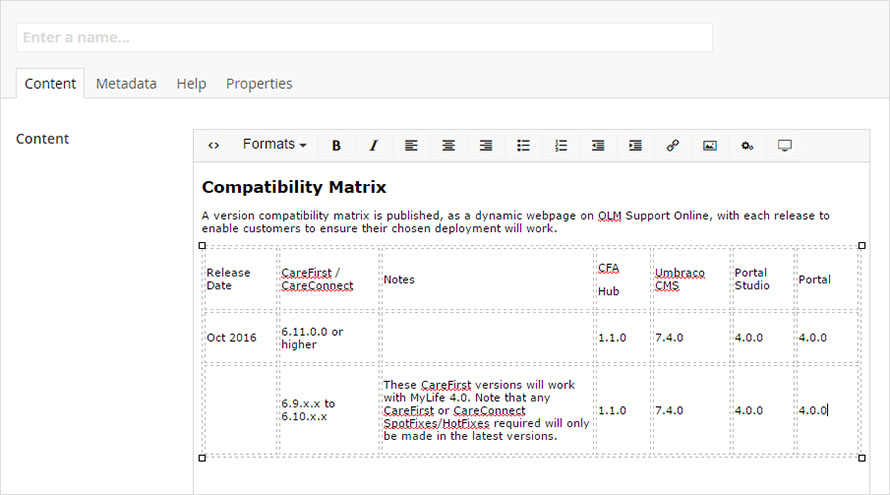 Enter a name...
Content Metadata Help Properties
Content
<> Formats B I
Compatibility Matrix
A version compatibility matrix is published, as a dynamic webpage on OLM Support Online, with each release to
enable customers to ensure their chosen deployment will work.
Release
Date
CareFirst /
CareConnect
Notes
CFA
Hub
Umbraco
CMS
Portal
Studio
Portal
Oct 2016
6.11.0.0 or
higher
1.1.0
7.4.0
4.0.0
4.0.0
6.9.x.x to
6.10.x.x
These CareFirst versions will work
with MyLife 4.0. Note that any
CareFirst or CareConnect
SpotFixes/HotFixes required will only
be made in the latest versions.
1.1.0
7.4.0
4.0.0
4.0.0